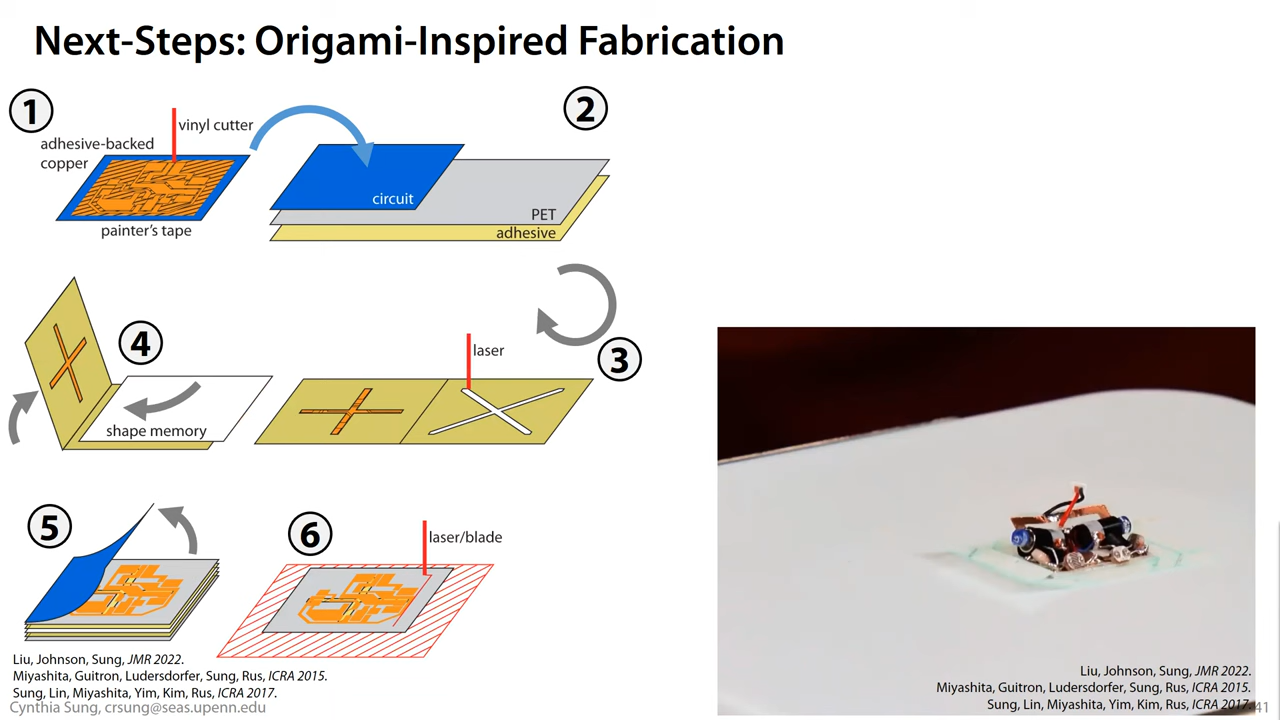 Next-Steps: Origami-Inspired Fabrication
1
vinyl cutter
adhesive-backed
copper
painter's tape
2
circuit
PET
adhesive
3
laser
4
shape memory
5
6
laser/blade
Liu, Johnson, Sung, JMR 2022.
Miyashita, Guitron, Ludersdorfer, Sung, Rus, ICRA 2015.
Sung, Lin, Miyashita, Yim, Kim, Rus, ICRA 2017.
Cynthia Sung, crsung@seas.upenn.edu
Liu, Johnson, Sung, JMR 2022.
Miyashita, Guitron, Ludersdorfer, Sung, Rus, ICRA 2015.
Sung, Lin, Miyashita, Yim, Kim, Rus, ICRA 2017.
41